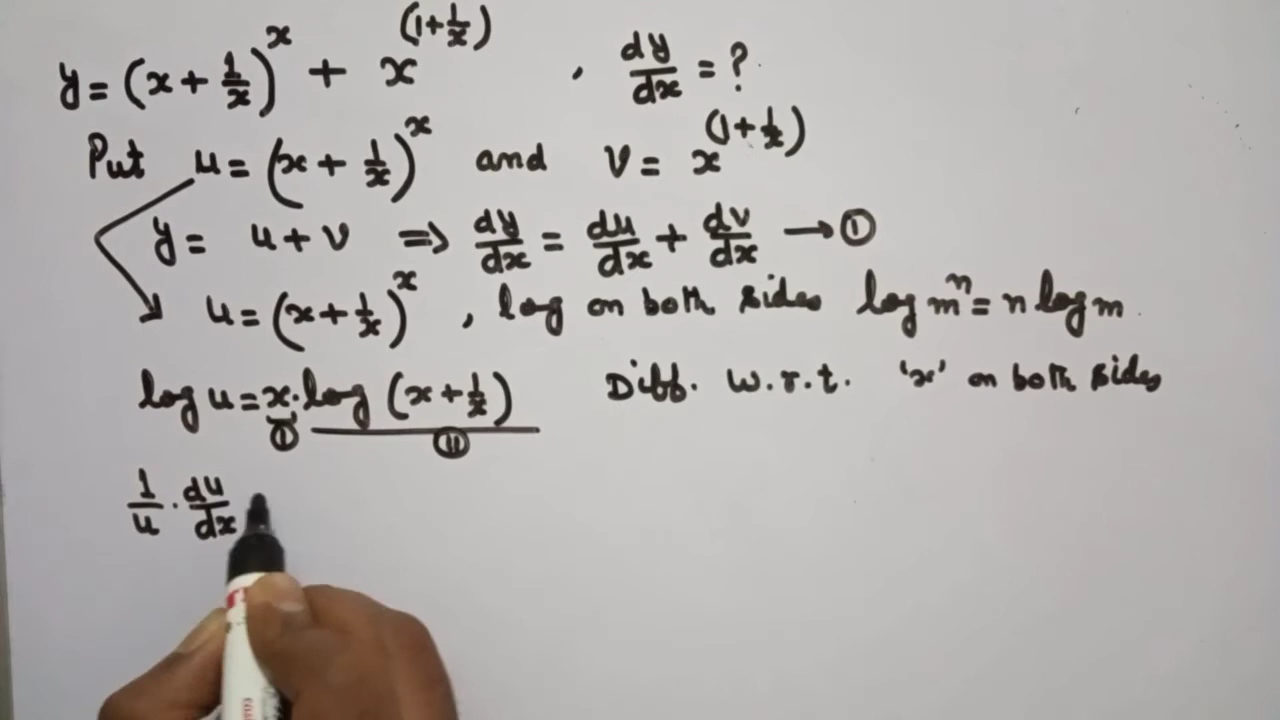 y = (x + 1/x)^x + x^(1+1/x) , dy/dx = ?
Put u = (x + 1/x)^x and v = x^(1+1/x)
y = u + v ⇒ dy/dx = du/dx + dv/dx → ①
u = (x + 1/x)^x , log on both sides log m^n = n log m.
log u = x · log (x + 1/x) Diff. w.r.t. 'x' on both sides
Ⓘ Ⓘⓘ
1/u · du/dx